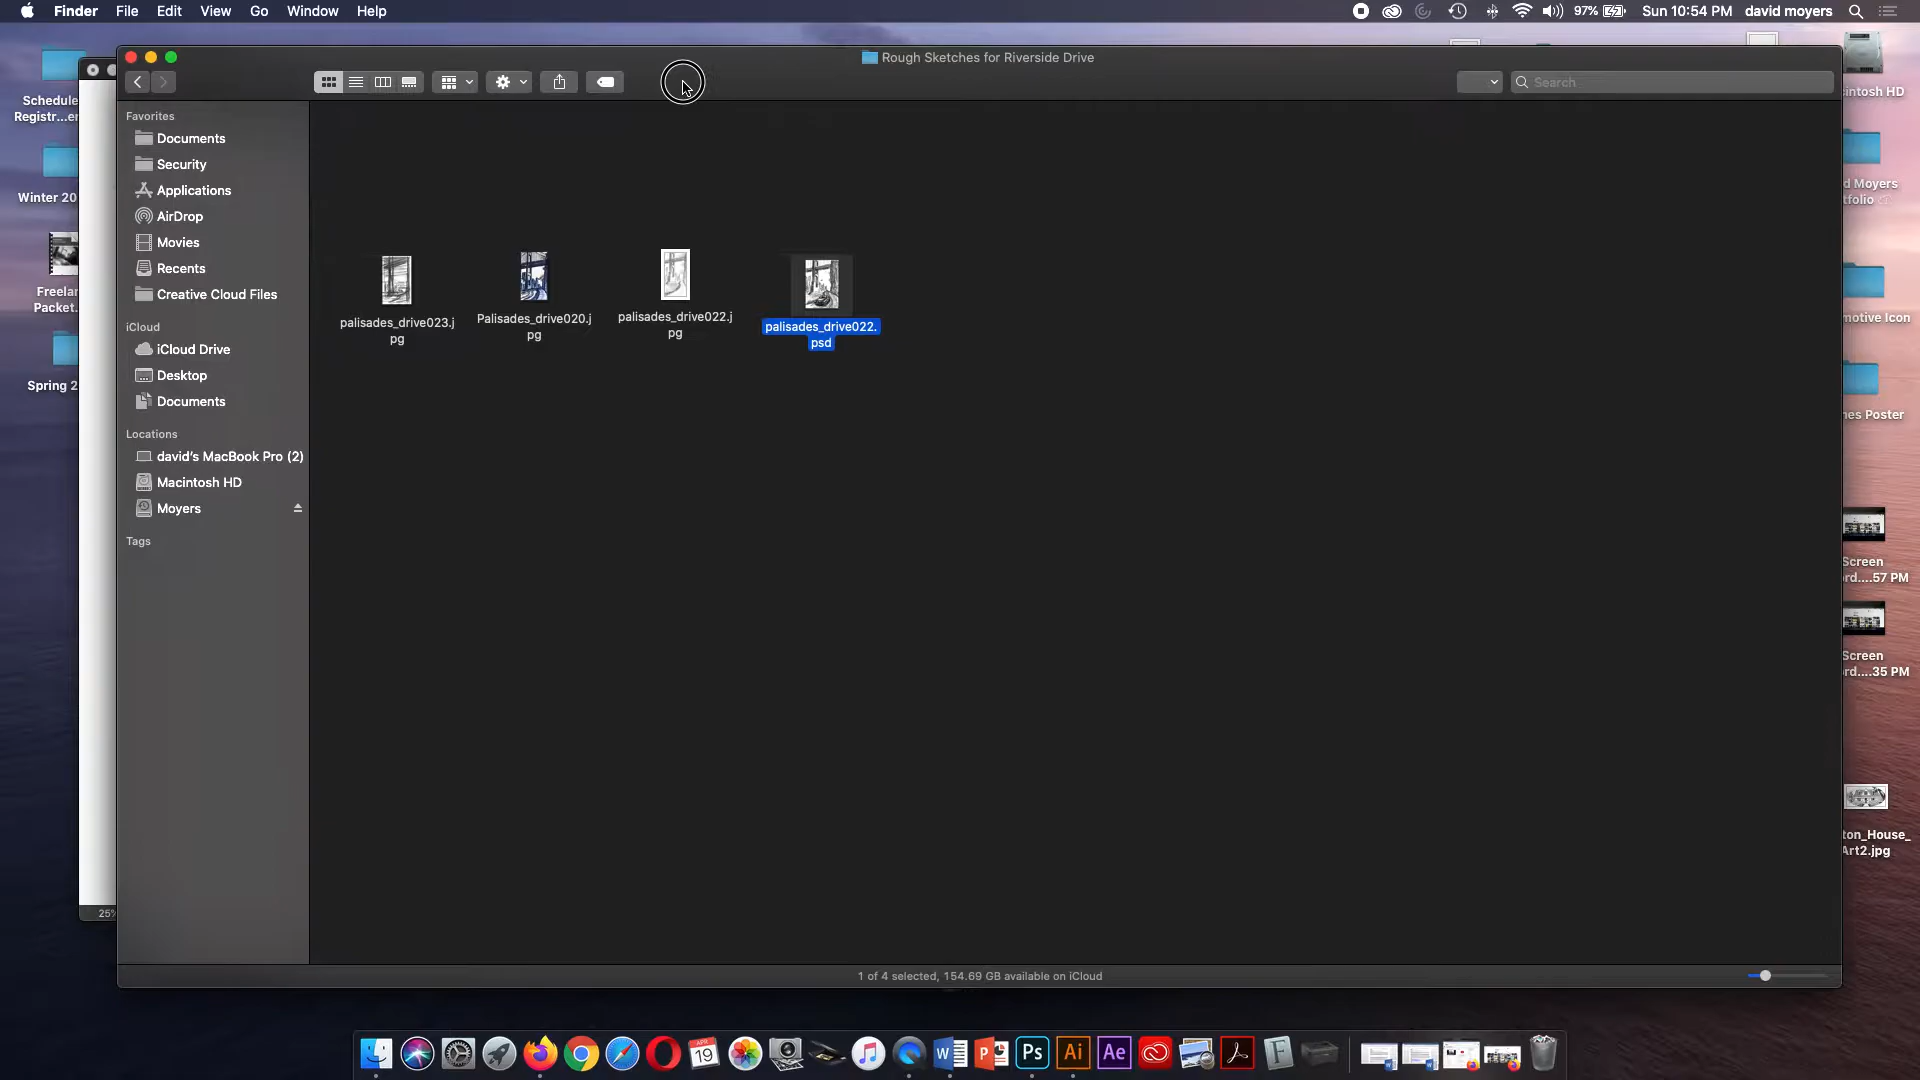 Finder File Edit View Go Window Help
97% Sun 10:54 PM david moyers
Rough Sketches for Riverside Drive
Search
Favorites
Documents
Security
Applications
AirDrop
Movies
Recents
Creative Cloud Files
iCloud
iCloud Drive
Desktop
Documents
Locations
david's MacBook Pro (2)
Macintosh HD
Moyers
Tags
palisades_drive023.j
pg
Palisades_drive020.j
pg
palisades_drive022.j
pg
palisades_drive022.
psd
1 of 4 selected, 154.69 GB available on iCloud
Schedule
Registr...er
Winter 20
Freelan
Packet.
Spring 2
25%
intosh HD
d Moyers
tfolio
motive Icon
nes Poster
Screen
rd....57 PM
Screen
rd....35 PM
ton_House_
Art2.jpg
APR
19
W
P
Ps
Ai
Ae
F